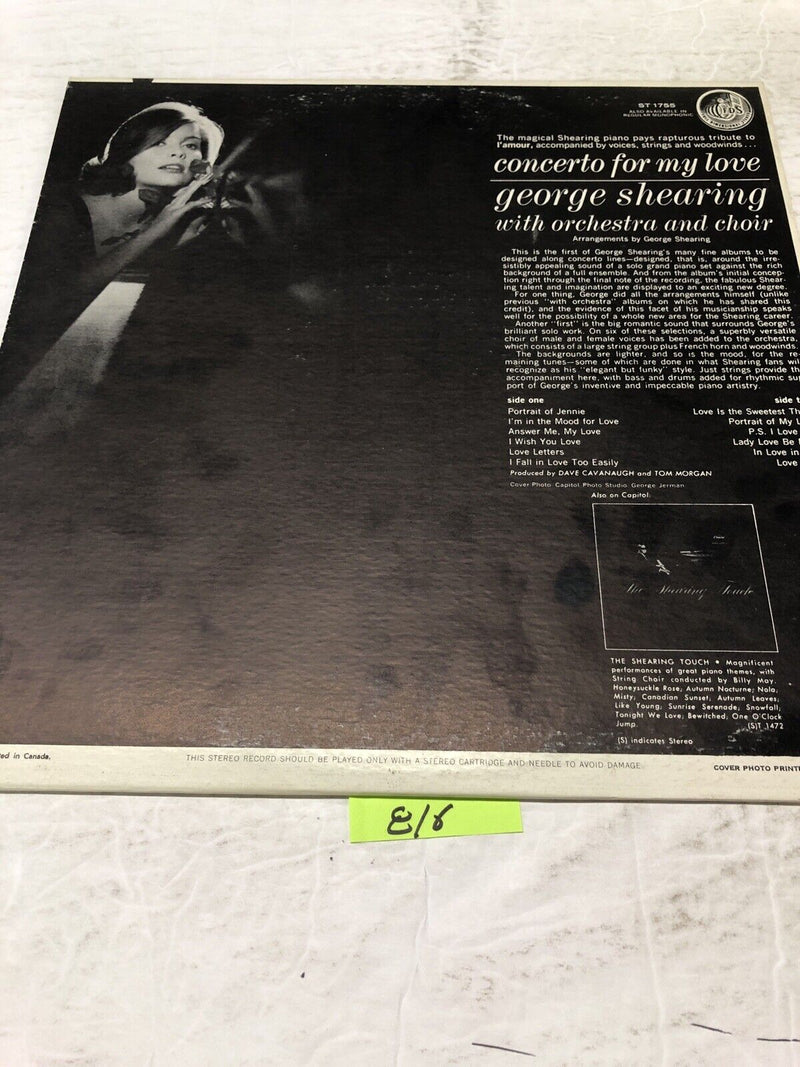 ST 1755
ALSO AVAILABLE IN
REGULAR MONOPHONIC
The magical Shearing piano pays rapturous tribute to
l'amour, accompanied by voices, strings and woodwinds...
concerto for my love
george shearing
with orchestra and choir
Arrangements by George Shearing
This is the first of George Shearing's many fine albums to be
designed along concerto lines—designed, that is, around the irre-
sistibly appealing sound of a solo grand piano set against the rich
background of a full ensemble. And from the album's initial concep-
tion right through the final note of the recording, the fabulous Shear-
ing talent and imagination are displayed to an exciting new degree.
For one thing, George did all the arrangements himself (unlike
previous "with orchestra" albums on which he has shared this
credit), and the evidence of this facet of his musicianship speaks
well for the possibility of a whole new area for the Shearing career.
Another "first" is the big romantic sound that surrounds George's
brilliant solo work. On six of these selections, a superbly versatile
choir of male and female voices has been added to the orchestra,
which consists of a large string group plus French horn and woodwinds.
The backgrounds are lighter, and so is the mood, for the re-
maining tunes—some of which are done in what Shearing fans wil
recognize as his "elegant but funky" style. Just strings provide th
accompaniment here, with bass and drums added for rhythmic su
port of George's inventive and impeccable piano artistry.
side one
Portrait of Jennie
I'm in the Mood for Love
Answer Me, My Love
I Wish You Love
Love Letters
I Fall in Love Too Easily
side t
Love Is the Sweetest Th
Portrait of My L
P.S. I Love
Lady Love Be
In Love in
Love
Produced by DAVE CAVANAUGH and TOM MORGAN
Cover Photo: Capitol Photo Studio George Jerman
Also on Capitol:
The Shearing Touch
THE SHEARING TOUCH • Magnificent
performances of great piano themes, with
String Choir conducted by Billy May.
Honeysuckle Rose; Autumn Nocturne; Nola,
Misty; Canadian Sunset; Autumn Leaves;
Like Young; Sunrise Serenade; Snowfall,
Tonight We Love; Bewitched; One O'Clock
Jump. (S)T 1472
(S) indicates Stereo
ted in Canada.
THIS STEREO RECORD SHOULD BE PLAYED ONLY WITH A STEREO CARTRIDGE AND NEEDLE TO AVOID DAMAGE.
COVER PHOTO PRINT